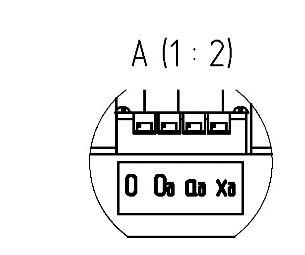 A (1 : 2)
0 0a αa xa